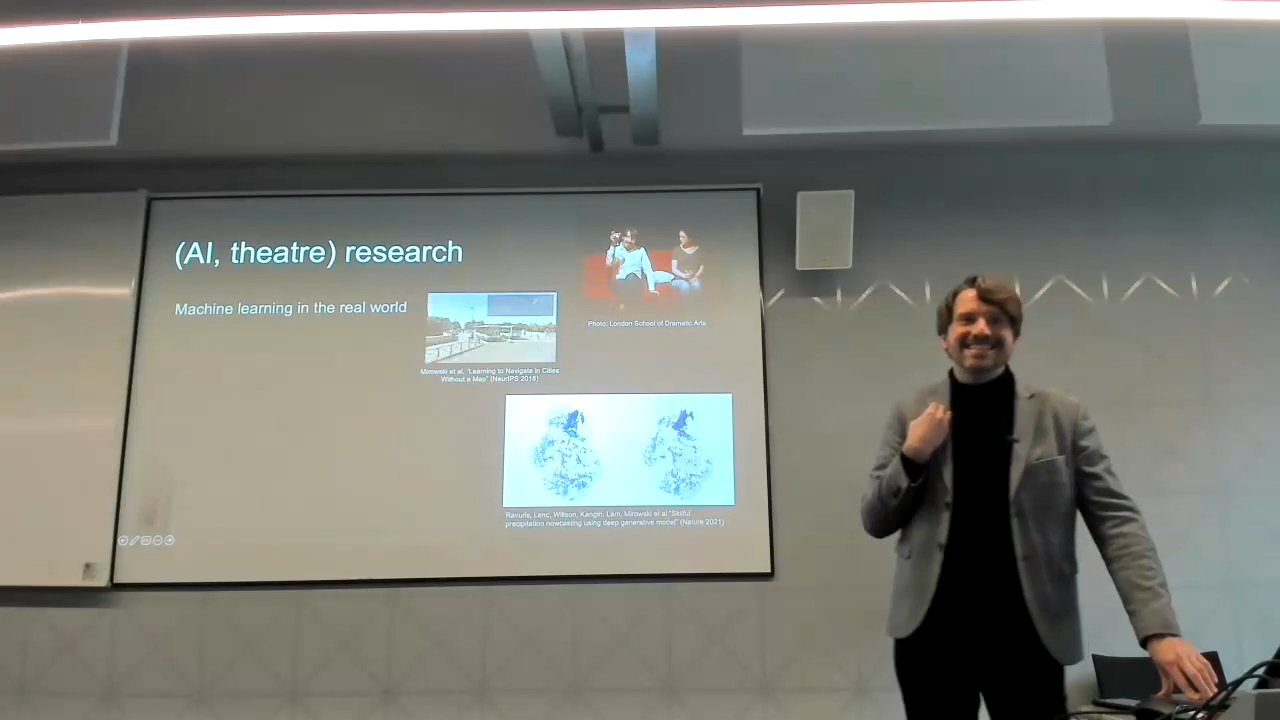 (AI, theatre) research
Machine learning in the real world
Photo: London School of Dramatic Arts
Mirowski et al, "Learning to Navigate in Cities
Without a Map" (NeurIPS 2018)
Ravuris, Lenc, Willson, Kangin, Lam, Mirowski et al "Skilful
precipitation nowcasting using deep generative model" (Nature 2021)